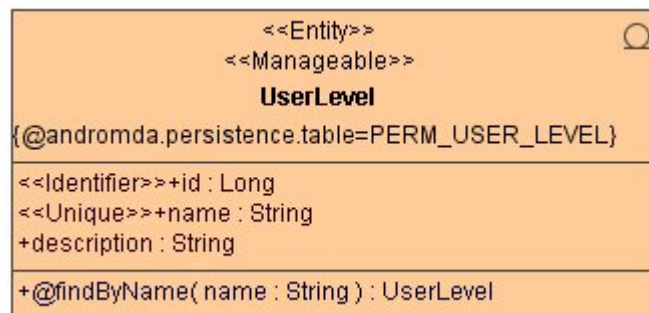 <<Entity>>
<<Manageable>>
UserLevel
{@andromda.persistence.table=PERM_USER_LEVEL}
<<Identifier>>+id : Long
<<Unique>>+name : String
+description : String
+@findByName( name : String ) : UserLevel